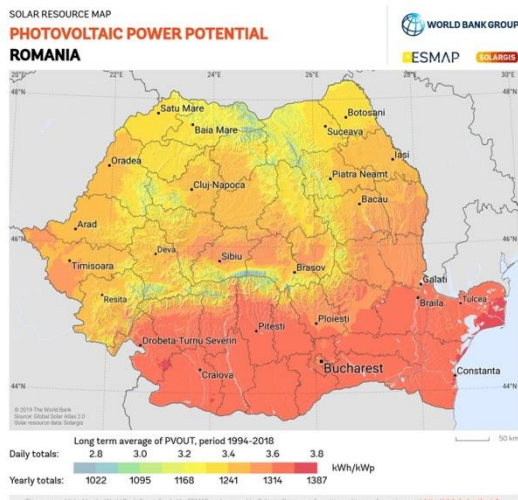 SOLAR RESOURCE MAP
PHOTOVOLTAIC POWER POTENTIAL
ROMANIA
WORLD BANK GROUP
ESMAP
SOLARGIS
20°E
22°E
24°E
26°E
28°E
30°E
48°N
48°N
Satu Mare
Baia Mare
Botosani
Suceava
Oradea
Iasi
Cluj-Napoca
Piatra Neamt
Bacau
Arad
46°N
46°N
Deva
Sibiu
Brasov
Timisoara
Galati
Resita
Braila
Tulcea
Ploiesti
Pitesti
Drobeta-Turnu Severin
Bucharest
Craiova
Constanta
44°N
44°N
© 2019 The World Bank
Source: Global Solar Atlas 2.0
Solar resource data: Solargis
50 km
Long term average of PVOUT, period 1994-2018
Daily totals: 2.8 3.0 3.2 3.4 3.6 3.8
kWh/kWp
Yearly totals: 1022 1095 1168 1241 1314 1387